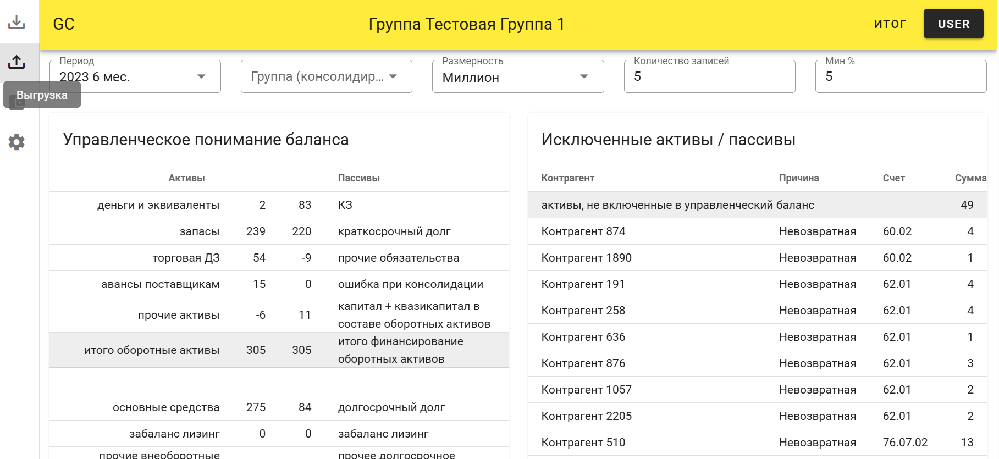 GC
Группа Тестовая Группа 1
ИТОГ
USER
Выгрузка
Период
2023 6 мес.
Группа (консолидир...
Размерность
Миллион
Количество записей
5
Мин %
5
Управленческое понимание баланса
Активы Пассивы
деньги и эквиваленты 2 83 КЗ
запасы 239 220 краткосрочный долг
торговая ДЗ 54 -9 прочие обязательства
авансы поставщикам 15 0 ошибка при консолидации
прочие активы -6 11 капитал + квазикапитал в
составе оборотных активов
итого оборотные активы 305 305 итого финансирование
оборотных активов
основные средства 275 84 долгосрочный долг
забаланс лизинг 0 0 забаланс лизинг
прочие внеоборотные прочее долгосрочное
Исключенные активы / пассивы
Контрагент Причина Счет Сумма
активы, не включенные в управленческий баланс 49
Контрагент 874 Невозвратная 60.02 4
Контрагент 1890 Невозвратная 60.02 1
Контрагент 191 Невозвратная 62.01 4
Контрагент 258 Невозвратная 62.01 4
Контрагент 636 Невозвратная 62.01 1
Контрагент 876 Невозвратная 62.01 3
Контрагент 1057 Невозвратная 62.01 2
Контрагент 2205 Невозвратная 62.01 2
Контрагент 510 Невозвратная 76.07.02 13